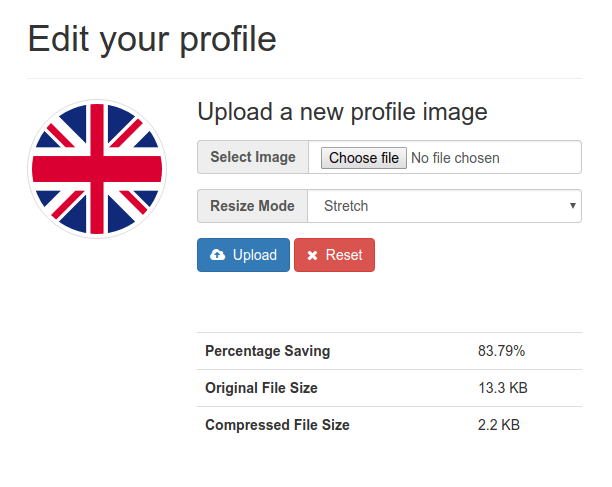 Edit your profile
Upload a new profile image
Select Image Choose file No file chosen
Resize Mode Stretch
Upload Reset
Percentage Saving 83.79%
Original File Size 13.3 KB
Compressed File Size 2.2 KB